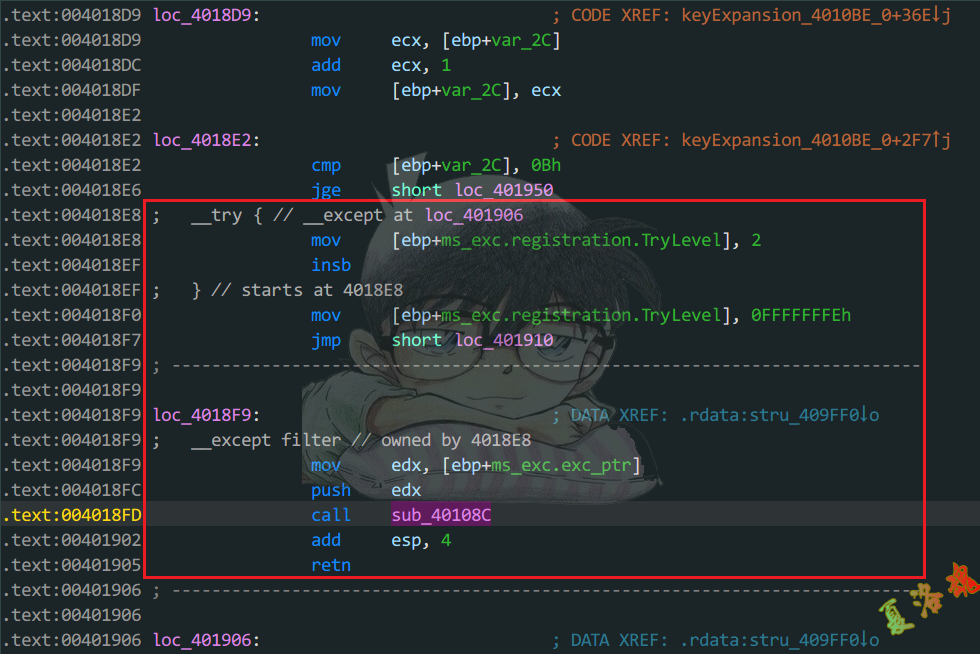 .text:004018D9 loc_4018D9: ; CODE XREF: keyExpansion_4010BE_0+36E↓j
.text:004018D9 mov ecx, [ebp+var_2C]
.text:004018DC add ecx, 1
.text:004018DF mov [ebp+var_2C], ecx
.text:004018E2
.text:004018E2 loc_4018E2: ; CODE XREF: keyExpansion_4010BE_0+2F7↑j
.text:004018E2 cmp [ebp+var_2C], 0Bh
.text:004018E6 jge short loc_401950
.text:004018E8 ; __try { // __except at loc_401906
.text:004018E8 mov [ebp+ms_exc.registration.TryLevel], 2
.text:004018EF insb
.text:004018EF ; } // starts at 4018E8
.text:004018F0 mov [ebp+ms_exc.registration.TryLevel], 0FFFFFFFEh
.text:004018F7 jmp short loc_401910
.text:004018F9 ; ---------------------------------------------------------------------------
.text:004018F9
.text:004018F9 loc_4018F9: ; DATA XREF: .rdata:stru_409FF0↓o
.text:004018F9 ; __except filter // owned by 4018E8
.text:004018F9 mov edx, [ebp+ms_exc.exc_ptr]
.text:004018FC push edx
.text:004018FD call sub_40108C
.text:00401902 add esp, 4
.text:00401905 retn
.text:00401906 ; ---------------------------------------------------------------------------
.text:00401906
.text:00401906 loc_401906: ; DATA XREF: .rdata:stru_409FF0↓o